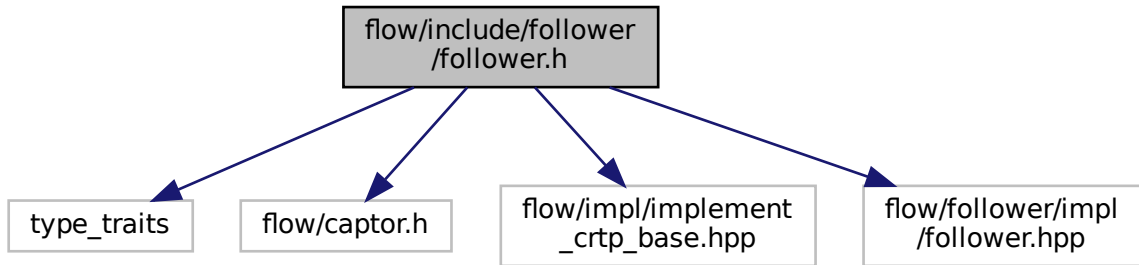 flow/include/follower
/follower.h
type_traits
flow/captor.h
flow/impl/implement
_crtp_base.hpp
flow/follower/impl
/follower.hpp